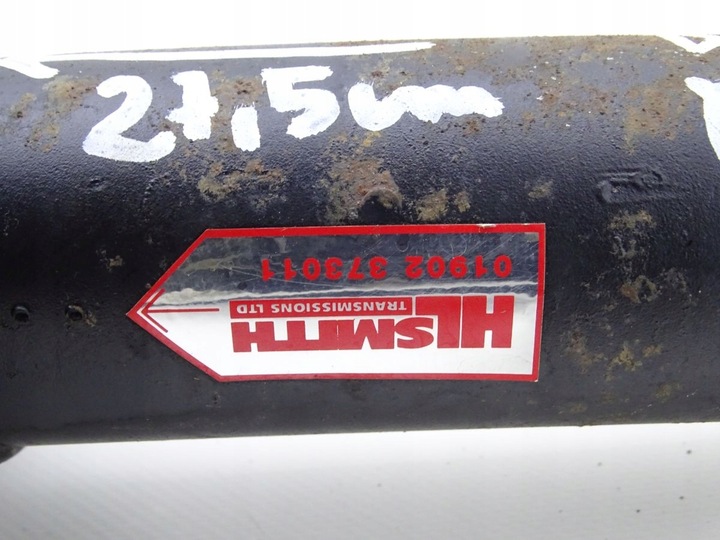 27,5cm
HLSMITH
TRANSMISSIONS LTD
01902 373011